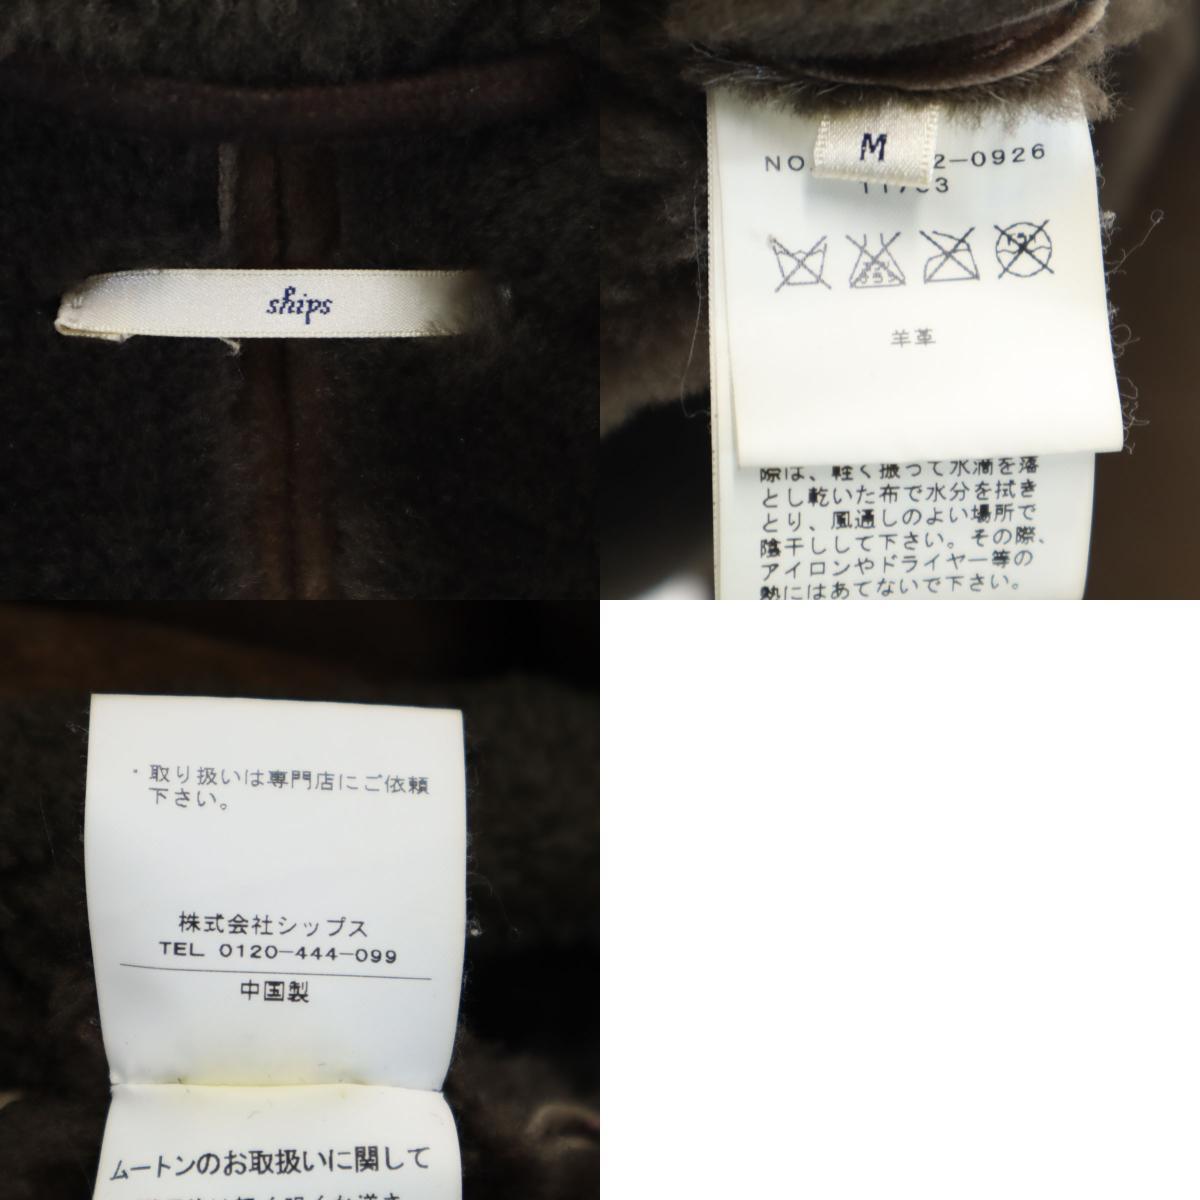 ships
M
NO. 2-0926
羊革
際は、軽く振って水滴を落
とし乾いた布で水分を拭き
とり、風通しのよい場所で
陰干しして下さい。その際、
アイロンやドライヤー等の
熱にはあてないで下さい。
・取り扱いは専門店にご依頼
下さい。
株式会社シップス
TEL 0120-444-099
中国製
ムートンのお取扱いに関して